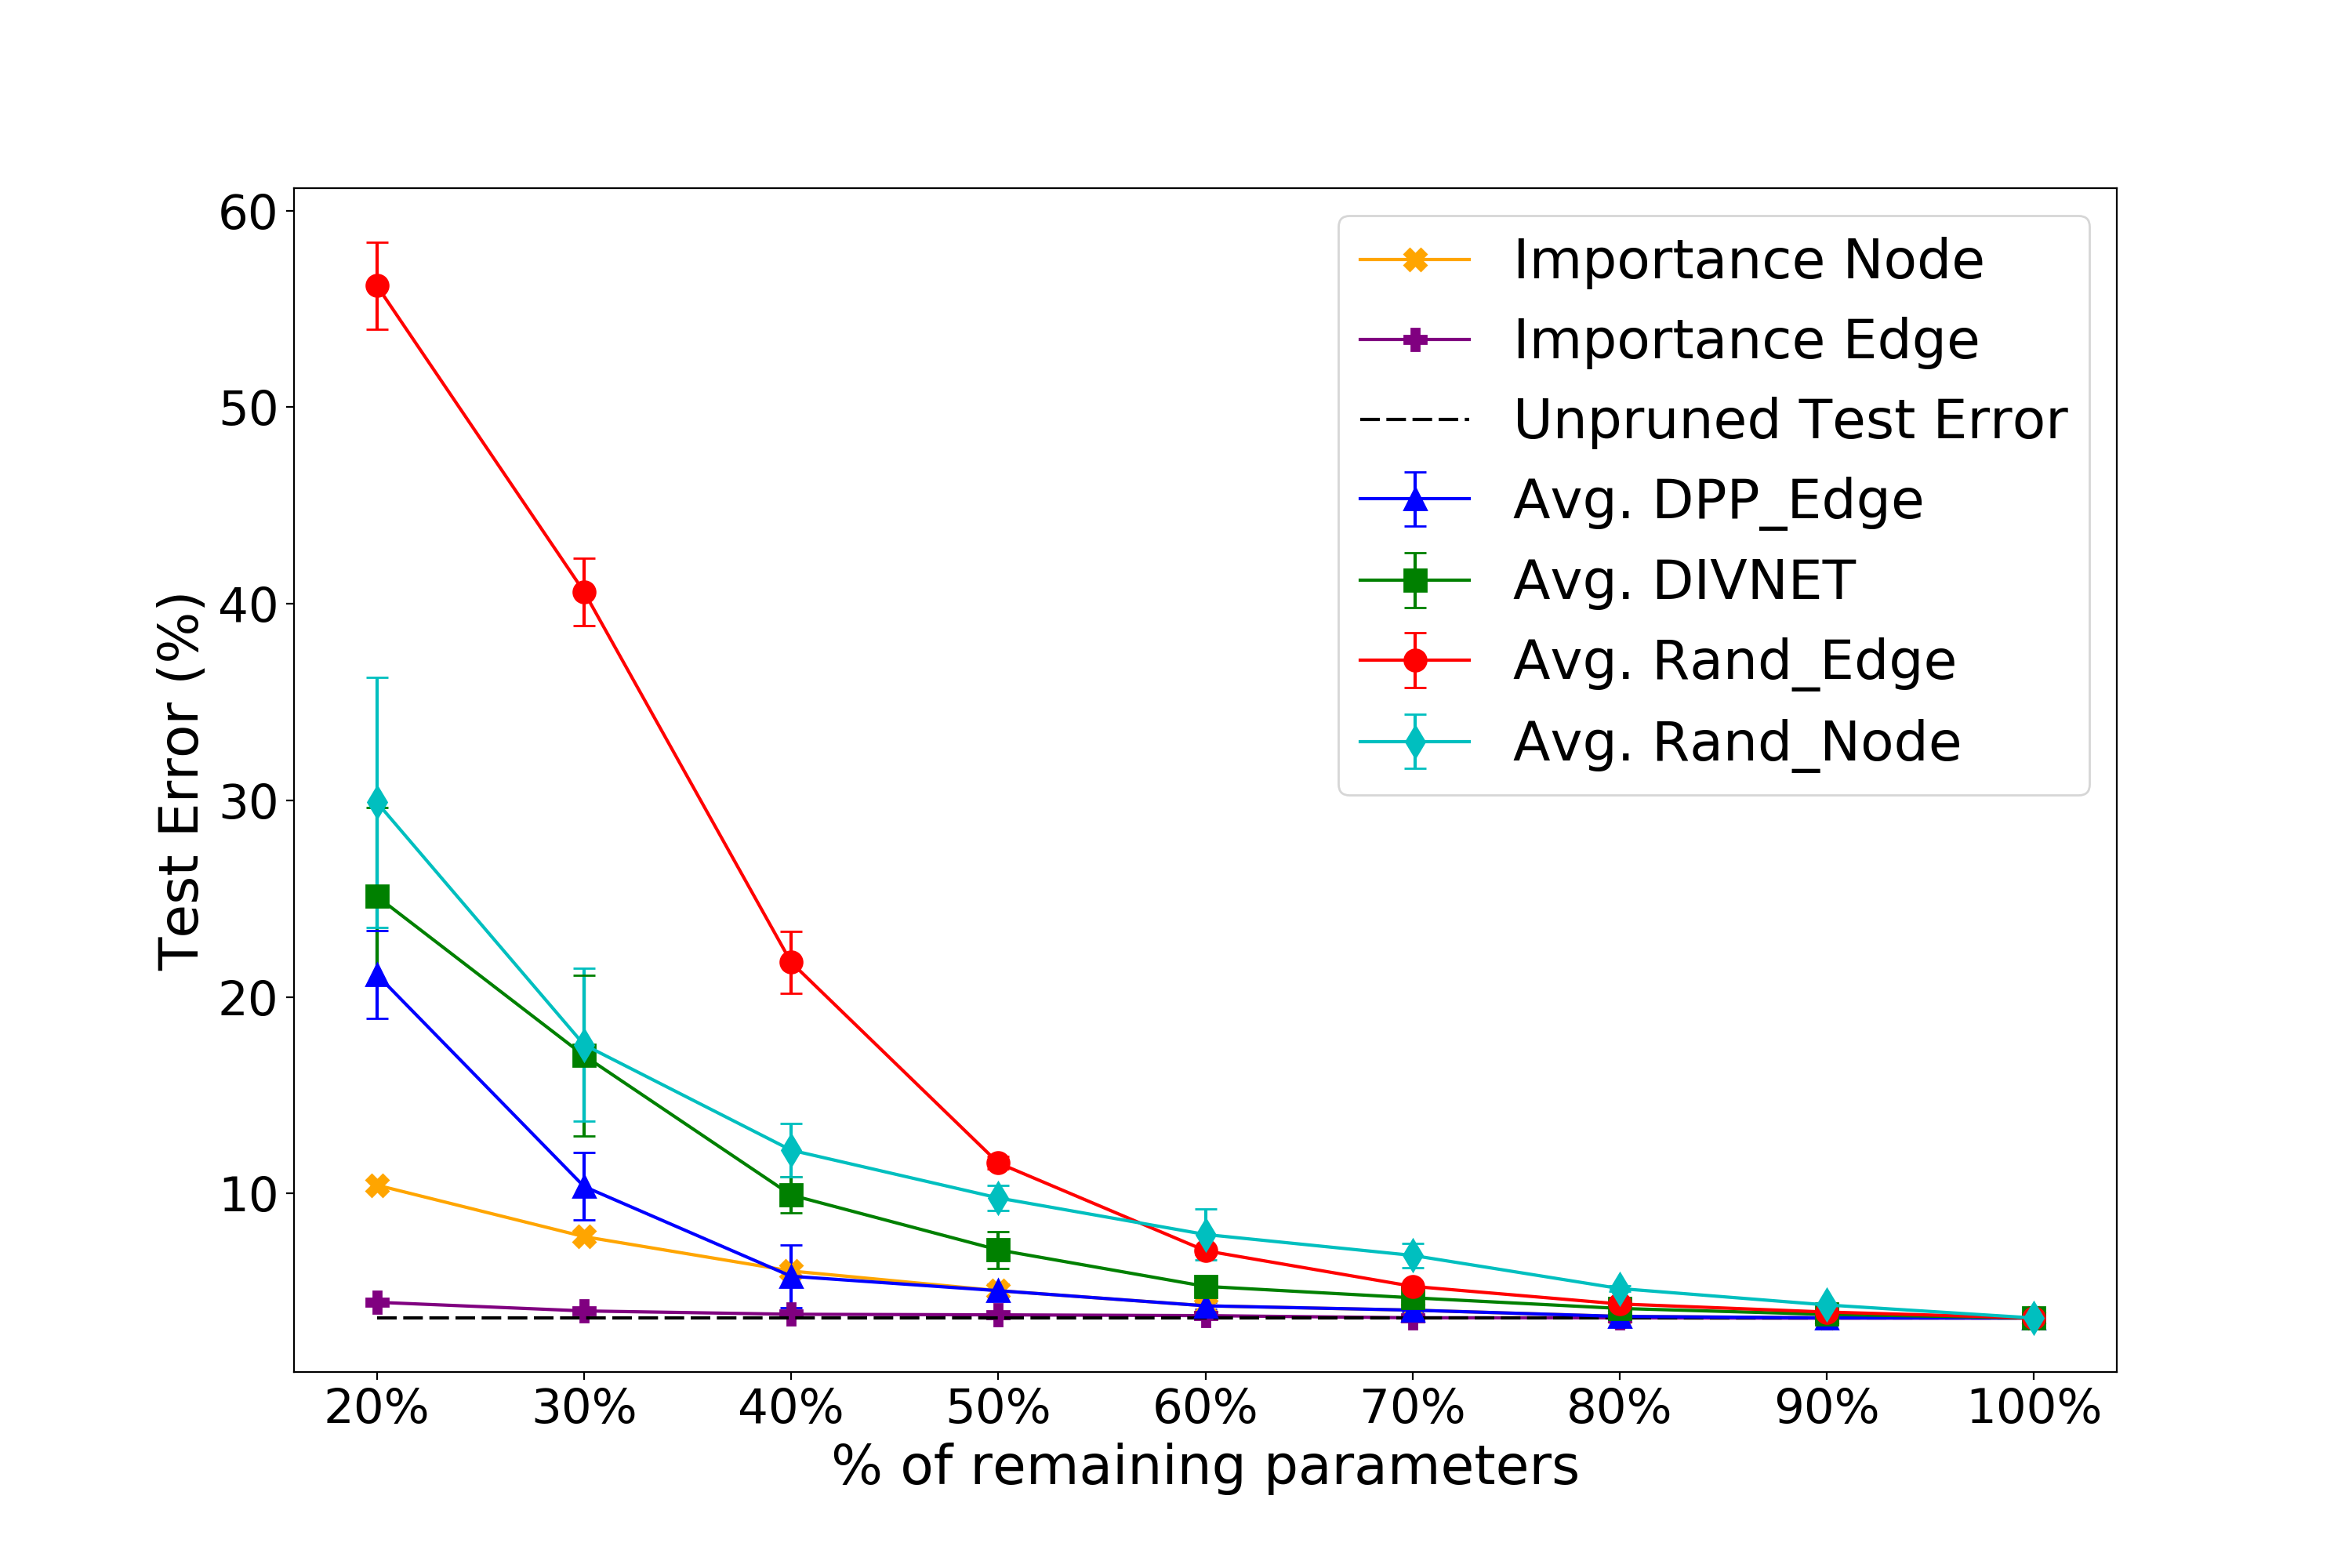 60
50
40
30
20
10
Test Error (%)
Importance Node
Importance Edge
Unpruned Test Error
Avg. DPP_Edge
Avg. DIVNET
Avg. Rand_Edge
Avg. Rand_Node
20% 30% 40% 50% 60% 70% 80% 90% 100%
% of remaining parameters